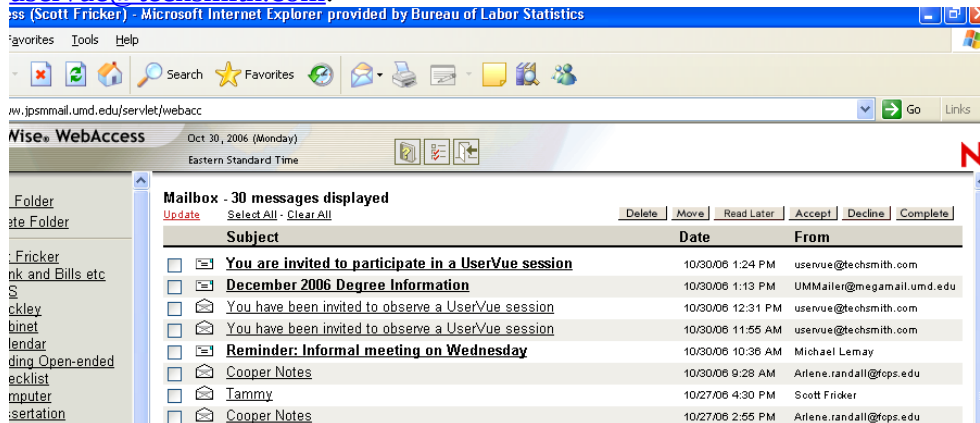 uservue@techsmith.com.
ess (Scott Fricker) - Microsoft Internet Explorer provided by Bureau of Labor Statistics
Favorites Tools Help
Search Favorites
ww.jpsmmail.umd.edu/servlet/webacc Go Links
Wise® WebAccess Oct 30, 2006 (Monday)
Eastern Standard Time
N
Folder
ete Folder
Fricker
nk and Bills etc
S
ckley
binet
lendar
ding Open-ended
ecklist
mputer
sertation
Mailbox - 30 messages displayed
Update Select All - Clear All Delete Move Read Later Accept Decline Complete
Subject Date From
You are invited to participate in a UserVue session 10/30/06 1:24 PM uservue@techsmith.com
December 2006 Degree Information 10/30/06 1:13 PM UMMailer@megamail.umd.edu
You have been invited to observe a UserVue session 10/30/06 12:31 PM uservue@techsmith.com
You have been invited to observe a UserVue session 10/30/06 11:55 AM uservue@techsmith.com
Reminder: Informal meeting on Wednesday 10/30/06 10:36 AM Michael Lemay
Cooper Notes 10/30/06 9:28 AM Arlene.randall@fcps.edu
Tammy 10/27/06 4:30 PM Scott Fricker
Cooper Notes 10/27/06 2:55 PM Arlene.randall@fcps.edu